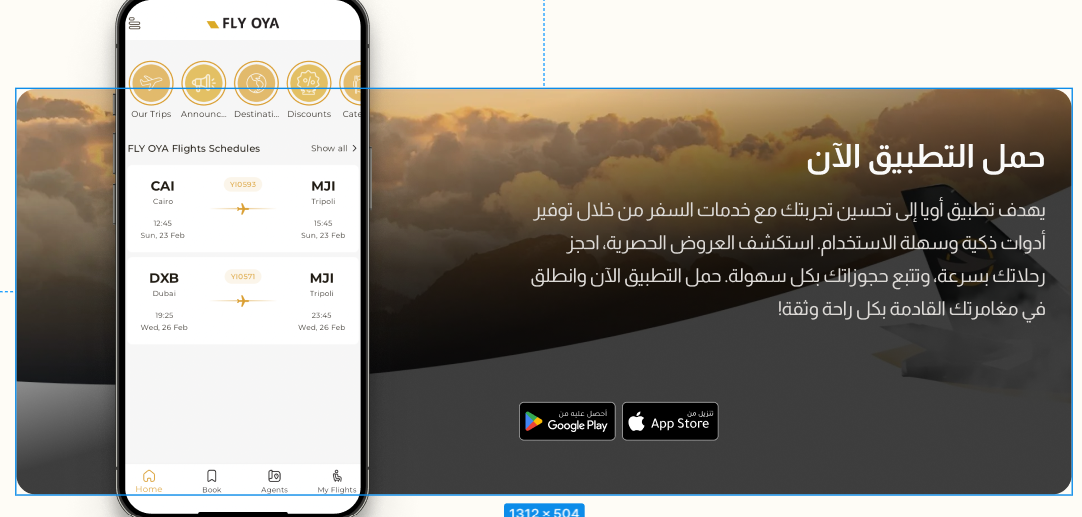 FLY OYA
Our Trips
Announc...
Destinati...
Discounts
Cate
FLY OYA Flights Schedules
Show all
CAI
YI0593
MJI
Cairo
Tripoli
12:45
15:45
Sun, 23 Feb
Sun, 23 Feb
DXB
YI0571
MJI
Dubai
Tripoli
19:25
23:45
Wed, 26 Feb
Wed, 26 Feb
Home
Book
Agents
My Flights
حمل التطبيق الآن
يهدف تطبيق أويا إلى تحسين تجربتك مع خدمات السفر من خلال توفير
أدوات ذكية وسهلة الاستخدام. استكشف العروض الحصرية، احجز
رحلاتك بسرعة، وتتبع حجوزاتك بكل سهولة. حمل التطبيق الآن وانطلق
في مغامرتك القادمة بكل راحة وثقة!
تنزيل من
App Store
أحصل عليه من
Google Play
1312 × 504